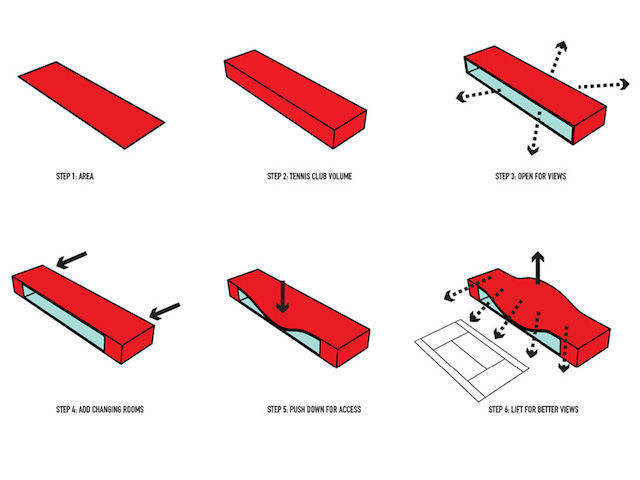 STEP 1: AREA
STEP 2: TENNIS CLUB VOLUME
STEP 3: OPEN FOR VIEWS
STEP 4: ADD CHANGING ROOMS
STEP 5: PUSH DOWN FOR ACCESS
STEP 6: LIFT FOR BETTER VIEWS